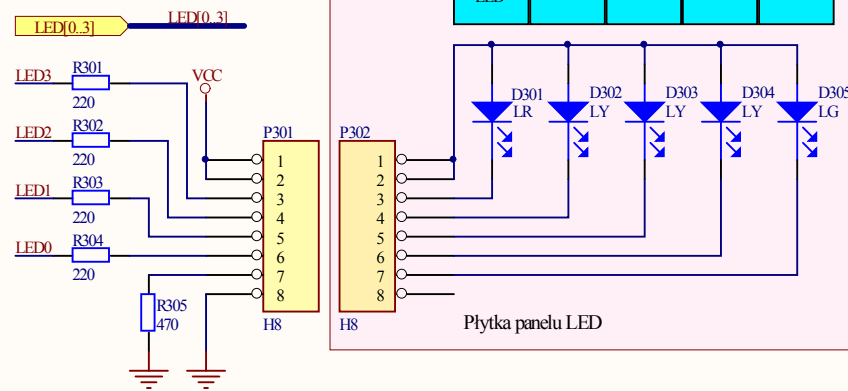 LED
LED[0..3]
LED[0..3]
LED3
R301
220
VCC
LED2
R302
220
LED1
R303
220
LED0
R304
220
R305
470
P301
1
2
3
4
5
6
7
8
H8
P302
1
2
3
4
5
6
7
8
H8
D301
LR
D302
LY
D303
LY
D304
LY
D305
LG
Płytka panelu LED